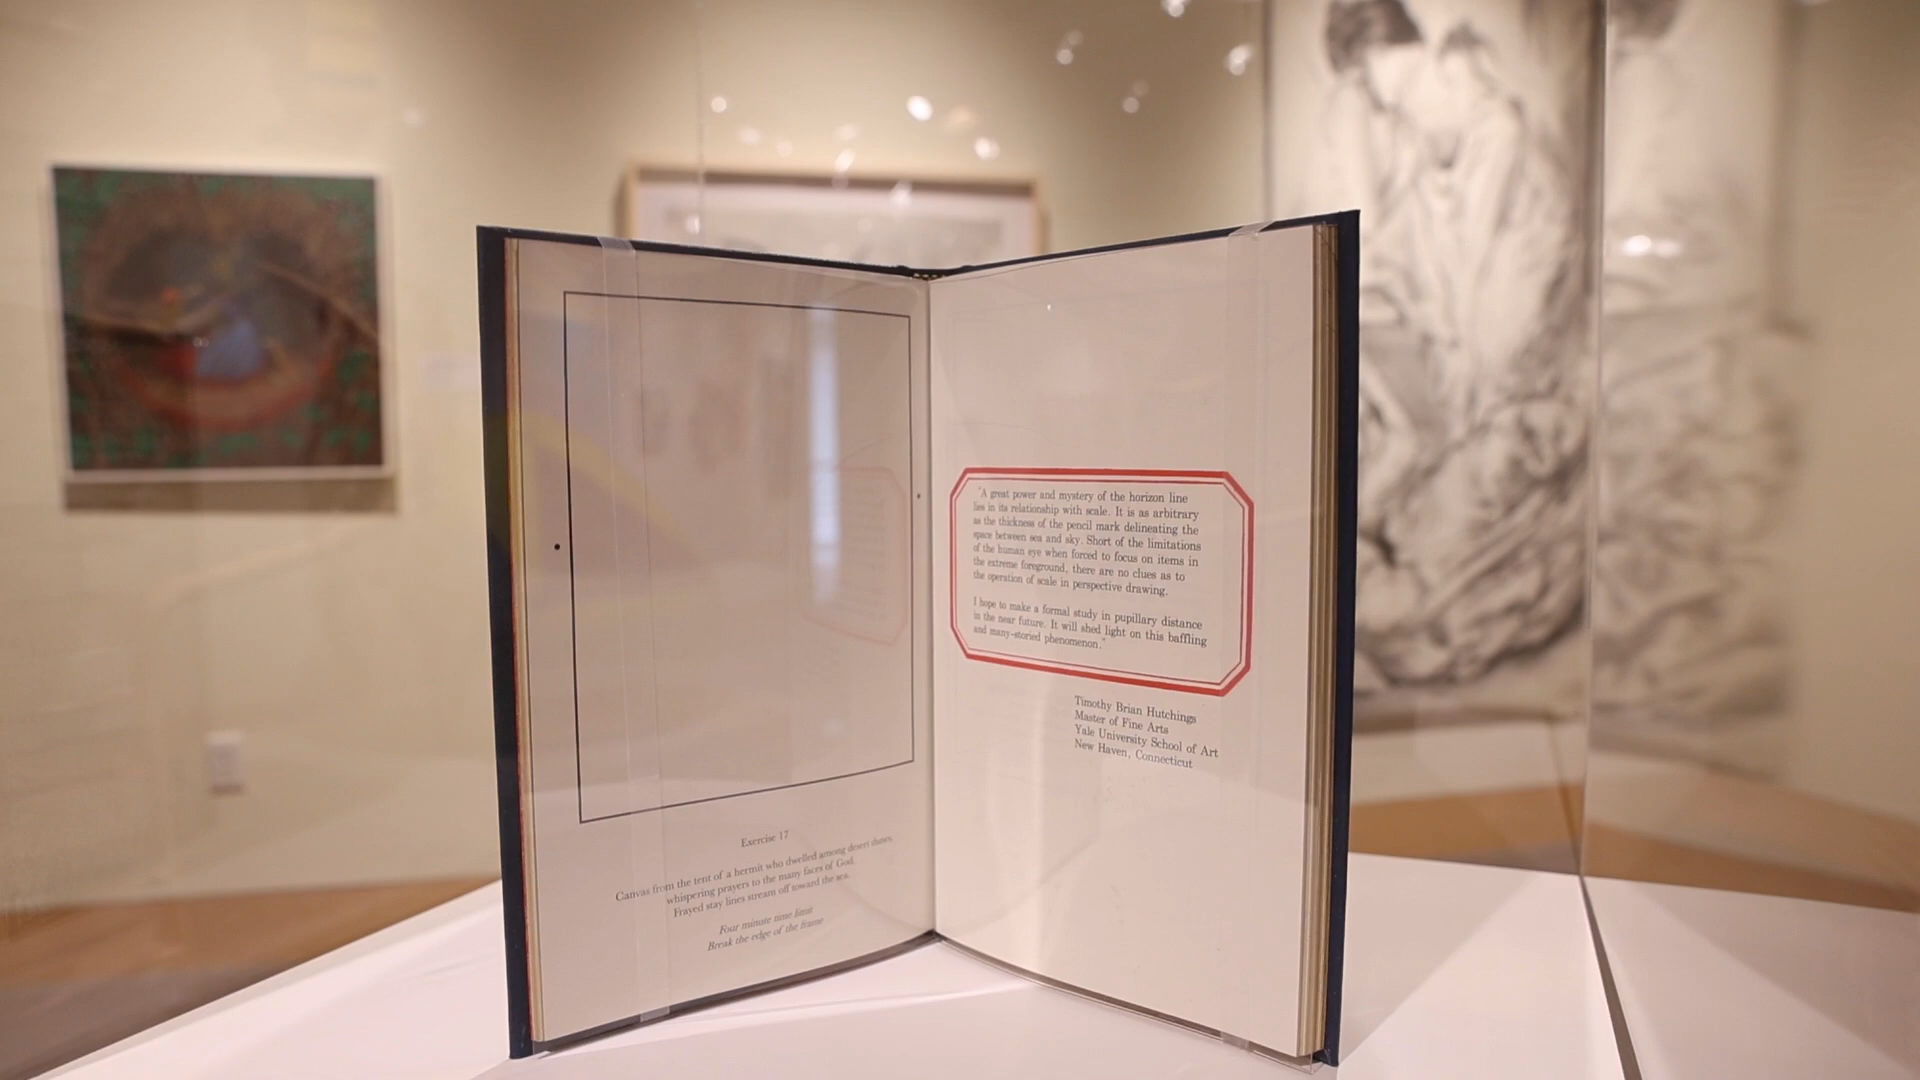 Exercise 17
Canvas from the tent of a hermit who dwelled among desert dunes,
whispering prayers to the many faces of God.
Frayed stay lines stream off toward the sea.
Four minute time limit
Break the edge of the frame
"A great power and mystery of the horizon line
lies in its relationship with scale. It is as arbitrary
as the thickness of the pencil mark delineating the
space between sea and sky. Short of the limitations
of the human eye when forced to focus on items in
the extreme foreground, there are no clues as to
the operation of scale in perspective drawing.
I hope to make a formal study in pupillary distance
in the near future. It will shed light on this baffling
and many-storied phenomenon."
Timothy Brian Hutchings
Master of Fine Arts
Yale University School of Art
New Haven, Connecticut